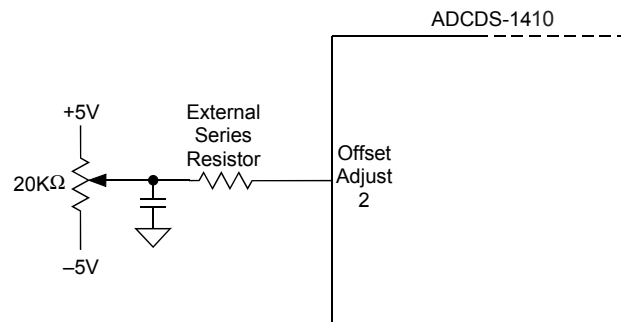 ADCDS-1410
+5V
External
Series
Resistor
20KΩ
Offset
Adjust
2
–5V